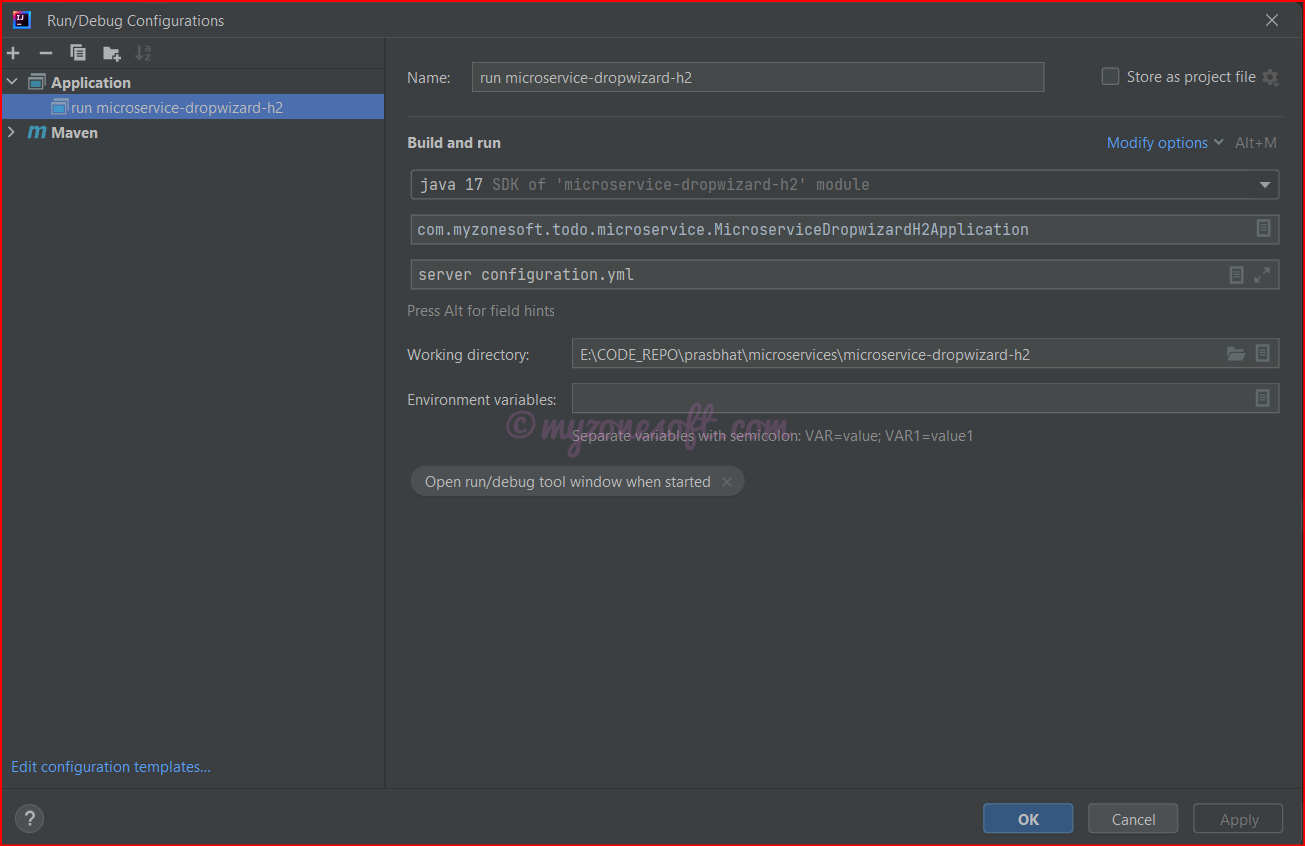 Run/Debug Configurations
Application
run microservice-dropwizard-h2
Maven
Edit configuration templates...
Name: run microservice-dropwizard-h2 Store as project file
Build and run Modify options Alt+M
java 17 SDK of 'microservice-dropwizard-h2' module
com.myzonesoft.todo.microservice.MicroserviceDropwizardH2Application
server configuration.yml
Press Alt for field hints
Working directory: E:\CODE_REPO\prasbhat\microservices\microservice-dropwizard-h2
Environment variables:
© myzonesoft.com
Separate variables with semicolon: VAR=value; VAR1=value1
Open run/debug tool window when started
? OK Cancel Apply